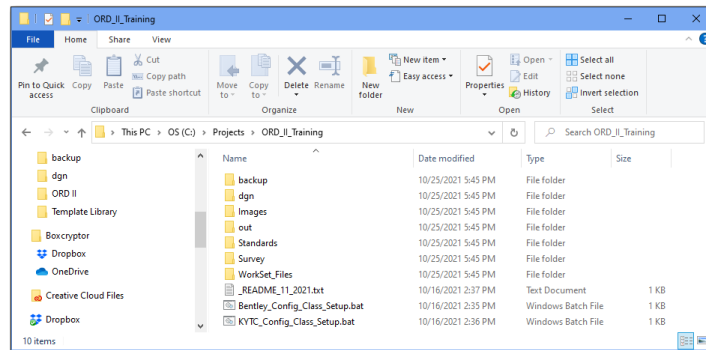 ORD_II_Training
File Home Share View
Pin to Quick access
Copy
Paste
Cut
Copy path
Paste shortcut
Clipboard
Move to
Copy to
Delete
Rename
Organize
New folder
New item
Easy access
New
Properties
Open
Edit
History
Open
Select all
Select none
Invert selection
Select
This PC > OS (C:) > Projects > ORD_II_Training
Search ORD_II_Training
backup
dgn
ORD II
Template Library
Boxcryptor
Dropbox
OneDrive
Creative Cloud Files
Dropbox
Name Date modified Type Size
backup 10/25/2021 5:45 PM File folder
dgn 10/25/2021 5:45 PM File folder
Images 10/25/2021 5:45 PM File folder
out 10/25/2021 5:45 PM File folder
Standards 10/25/2021 5:45 PM File folder
Survey 10/25/2021 5:45 PM File folder
WorkSet_Files 10/25/2021 5:45 PM File folder
_README_11_2021.txt 10/16/2021 2:37 PM Text Document 1 KB
Bentley_Config_Class_Setup.bat 10/16/2021 2:35 PM Windows Batch File 1 KB
KYTC_Config_Class_Setup.bat 10/16/2021 2:36 PM Windows Batch File 1 KB
10 items